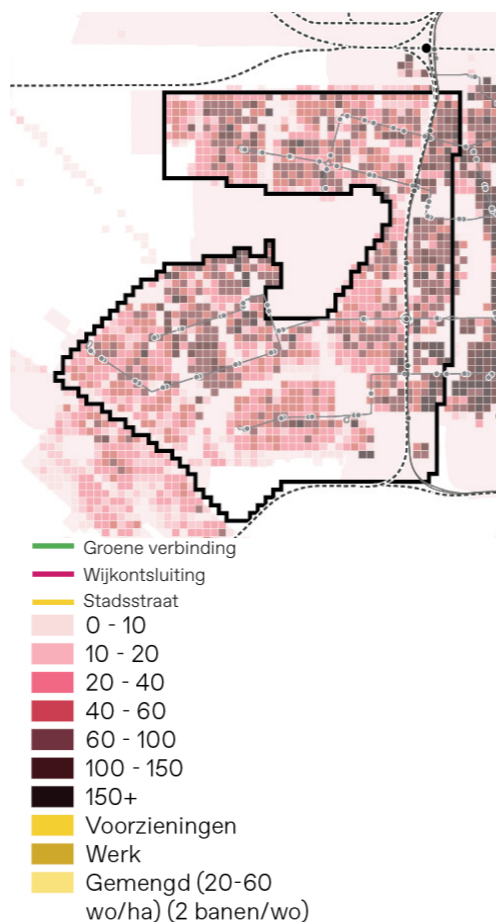 Groene verbinding
Wijkontsluiting
Stadsstraat
0 - 10
10 - 20
20 - 40
40 - 60
60 - 100
100 - 150
150+
Voorzieningen
Werk
Gemengd (20-60
wo/ha) (2 banen/wo)